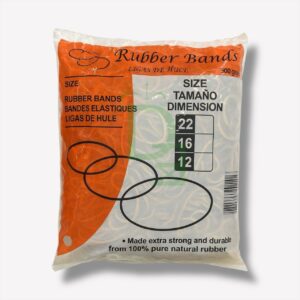 Rubber Bands
LIGAS DE HULE
SIZE
RUBBER BANDS
BANDES ELASTIQUES
LIGAS DE HULE
SIZE
TAMAÑO
DIMENSION
22
16
12
• Made extra strong and durable
from 100% pure natural rubber